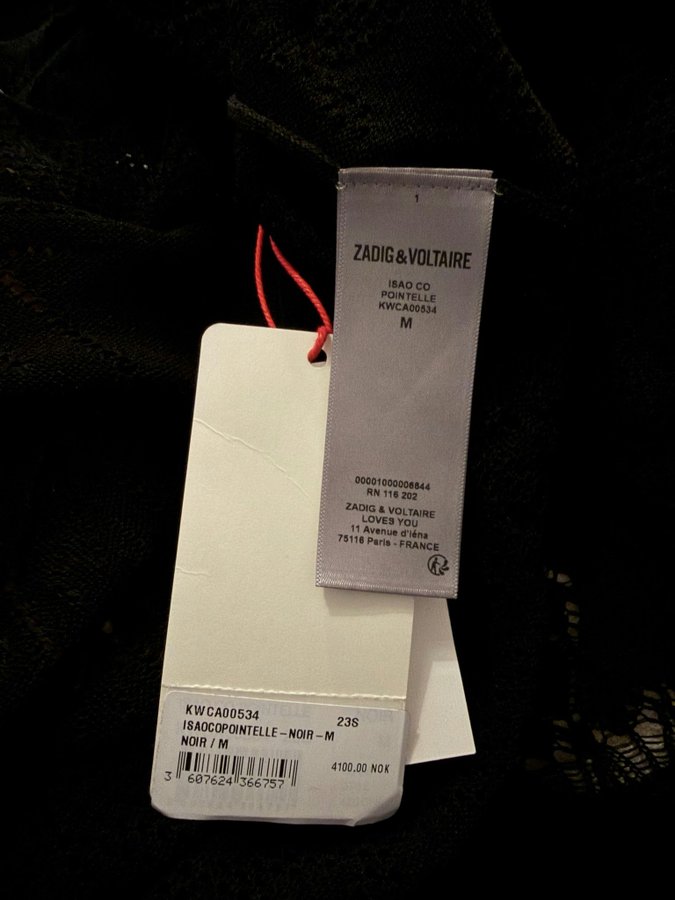 1
ZADIG&VOLTAIRE
ISAO CO
POINTELLE
KWCA00534
M
00001000006844
RN 116 202
ZADIG & VOLTAIRE
LOVES YOU
11 Avenue d'Iéna
75116 Paris - FRANCE
KWCA00534 23S
ISAOCOPOINTELLE-NOIR-M
NOIR / M
4100.00 NOK
3 607624 366757